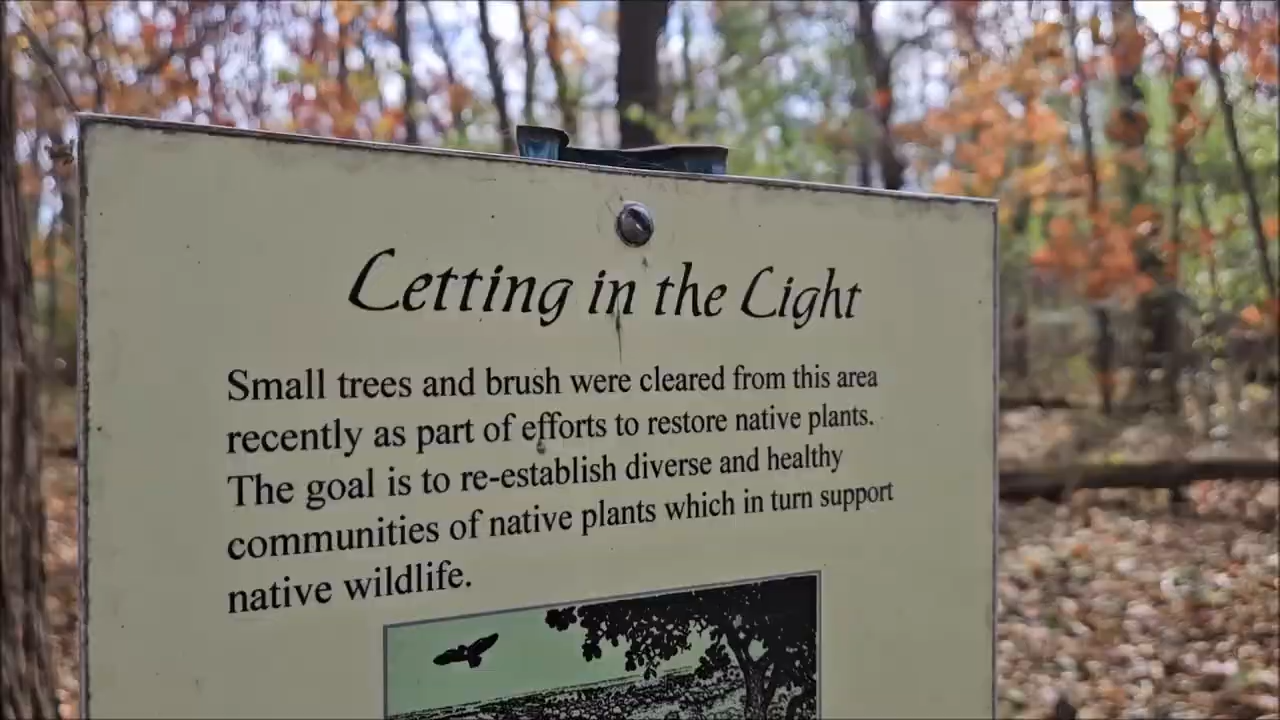 Letting in the Light
Small trees and brush were cleared from this area
recently as part of efforts to restore native plants.
The goal is to re-establish diverse and healthy
communities of native plants which in turn support
native wildlife.